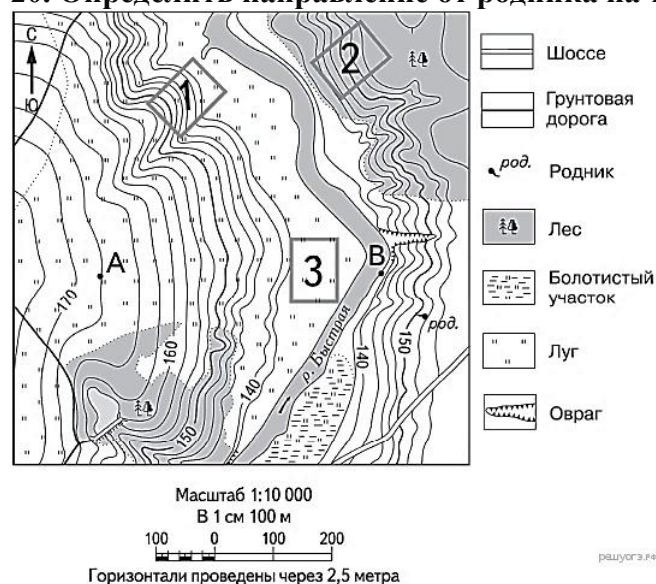 20. Определить направление от родника на
С
Ю
1
2
3
А
В
170
160
150
140
140
150
р. Быстрая
род.
Шоссе
Грунтовая
дорога
род. Родник
Лес
Болотистый
участок
Луг
Овраг
Масштаб 1:10 000
В 1 см 100 м
100 0 100 200
Горизонтали проведены через 2,5 метра
решуогэ.рф